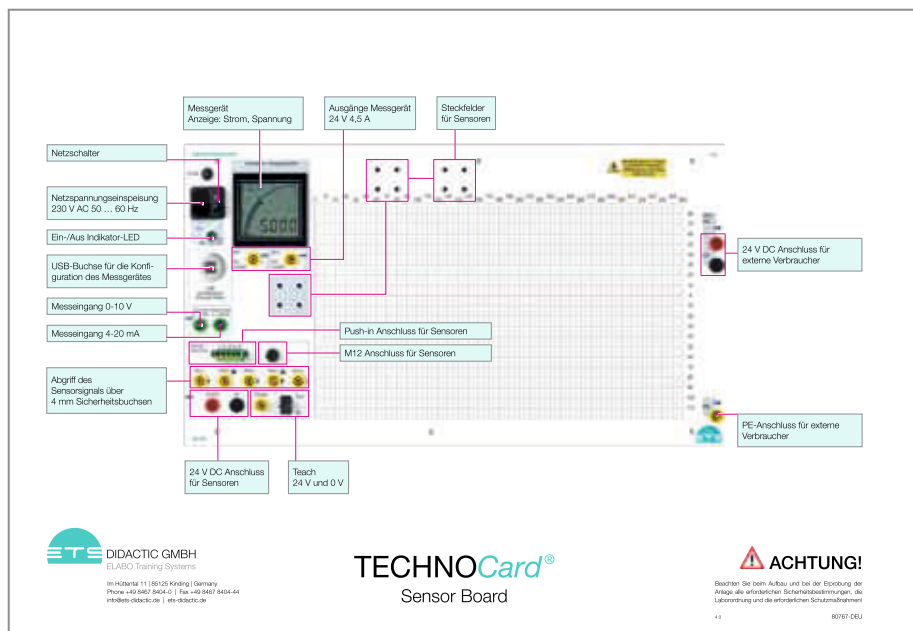 Messgerät
Anzeige: Strom, Spannung
Ausgänge Messgerät
24 V 4,5 A
Steckfelder
für Sensoren
Netzschalter
Netzspannungseinspeisung
230 V AC 50 … 60 Hz
Ein-/Aus Indikator-LED
USB-Buchse für die Konfi-
guration des Messgerätes
Messeingang 0-10 V
Messeingang 4-20 mA
Abgriff des
Sensorsignals über
4 mm Sicherheitsbuchsen
5000
24 V DC Anschluss für
externe Verbraucher
Push-in Anschluss für Sensoren
M12 Anschluss für Sensoren
PE-Anschluss für externe
Verbraucher
24 V DC Anschluss
für Sensoren
Teach
24 V und 0 V
ETS DIDACTIC GMBH
ELABO Training Systems
Im Hüttental 11 | 85125 Kinding | Germany
Phone +49 8467 8404-0 | Fax +49 8467 8404-44
info@ets-didactic.de | ets-didactic.de
TECHNOCard®
Sensor Board
ACHTUNG!
Beachten Sie beim Aufbau und bei der Erprobung der
Anlage alle erforderlichen Sicherheitsbestimmungen, die
Laborordnung und die erforderlichen Schutzmaßnahmen!
4.0
80767-DEU